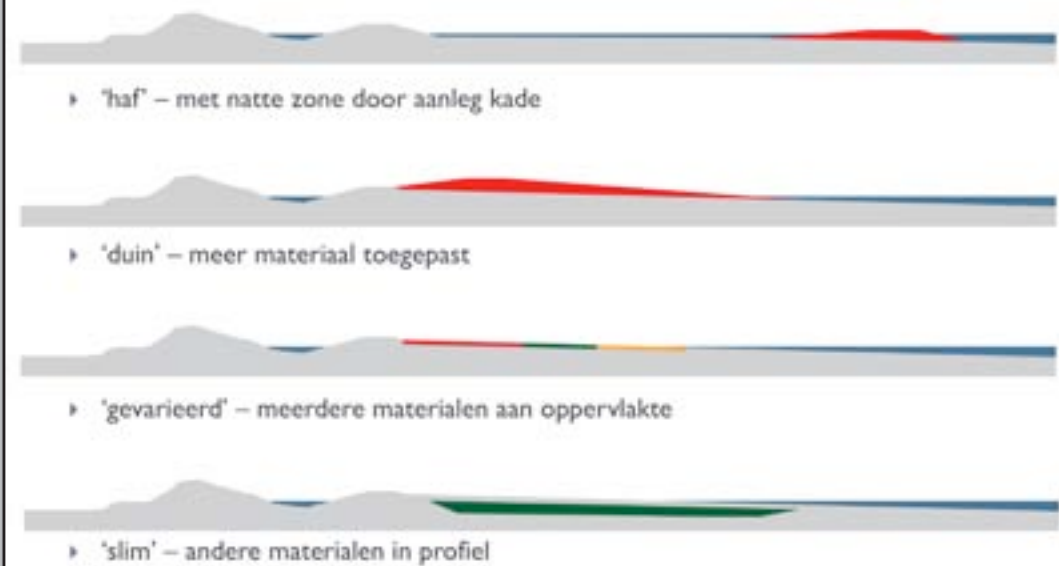 ‘haf’ – met natte zone door aanleg kade
‘duin’ – meer materiaal toegepast
‘gevarieerd’ – meerdere materialen aan oppervlakte
‘slim’ – andere materialen in profiel